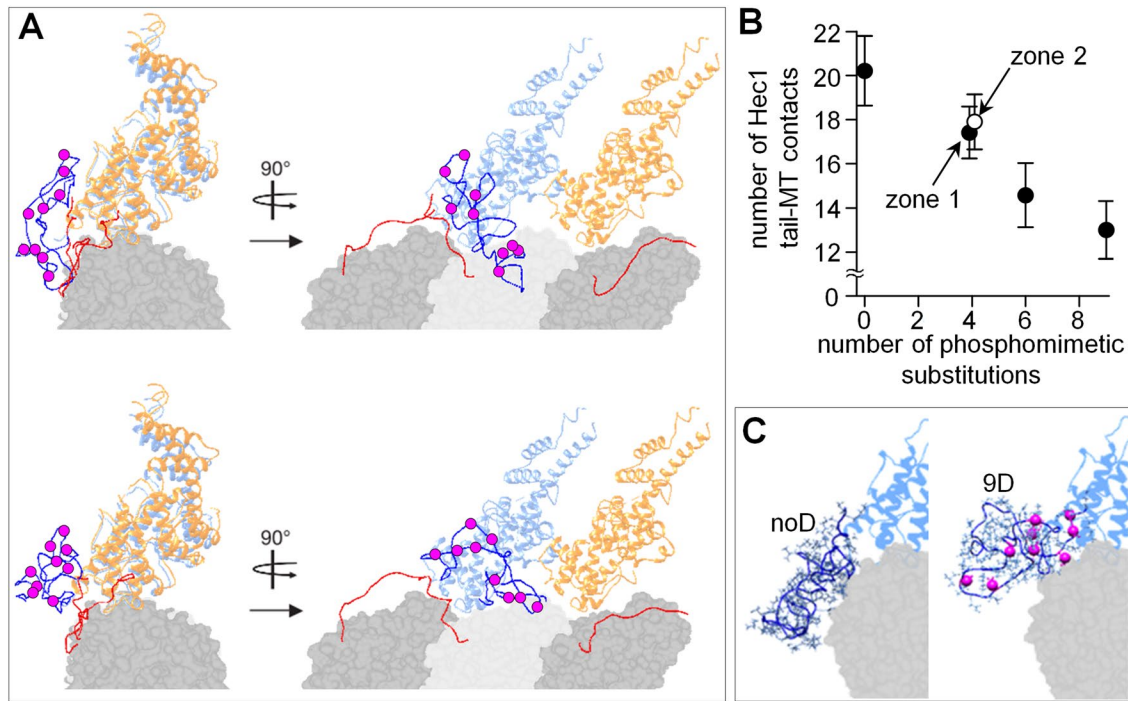 A
90°
90°
B
number of Hec1
tail-MT contacts
22
20
18
16
14
12
0
zone 2
zone 1
0 2 4 6 8
number of phosphomimetic
substitutions
C
noD
9D